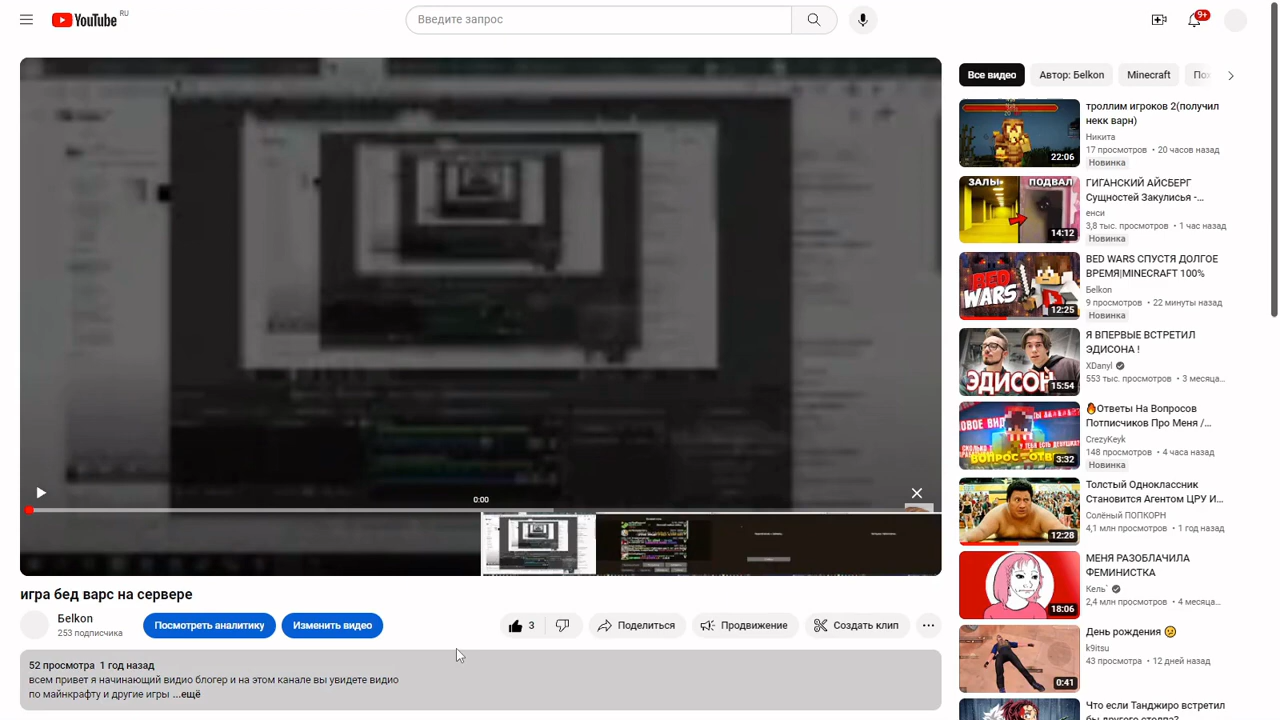 YouTube RU
Введите запрос
9+
Все видео
Автор: Белkon
Minecraft
троллим игроков 2(получил
некк варн)
Никита
17 просмотров • 20 часов назад
Новинка
22:06
ЗАЛЫ
ПОДВАЛ
ГИГАНСКИЙ АЙСБЕРГ
Сущностей Закулисья -...
енси
3,8 тыс. просмотров • 1 час назад
Новинка
14:12
BED WARS
BED WARS СПУСТЯ ДОЛГОЕ
ВРЕМЯ|MINECRAFT 100%
Белkon
9 просмотров • 22 минуты назад
Новинка
12:25
ЭДИСОН
Я ВПЕРВЫЕ ВСТРЕТИЛ
ЭДИСОНА !
XDanyl
553 тыс. просмотров • 3 месяца...
15:54
Ответы На Вопросов
Потписчиков Про Меня /...
CrezyKeyk
148 просмотров • 4 часа назад
Новинка
3:32
Толстый Одноклассник
Становится Агентом ЦРУ И...
Солёный ПОПКОРН
4,1 млн просмотров • 1 год назад
12:28
МЕНЯ РАЗОБЛАЧИЛА
ФЕМИНИСТКА
Кель`
2,4 млн просмотров • 4 месяца...
18:06
День рождения
k9itsu
43 просмотра • 12 дней назад
0:41
Что если Танджиро встретил
бы другого столпа?
0:00
игра бед варс на сервере
Белkon
253 подписчика
Посмотреть аналитику
Изменить видео
3
Поделиться
Продвижение
Создать клип
52 просмотра 1 год назад
всем привет я начинающий видио блогер и на этом канале вы увидете видио
по майнкрафту и другие игры ...ещё